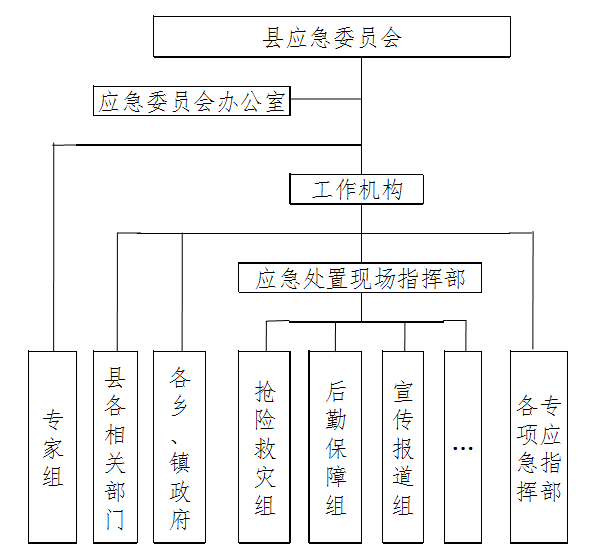 县应急委员会
应急委员会办公室
工作机构
应急处置现场指挥部
专家组
县各相关部门
各乡、镇政府
抢险救灾组
后勤保障组
宣传报道组
…
各专项应急指挥部